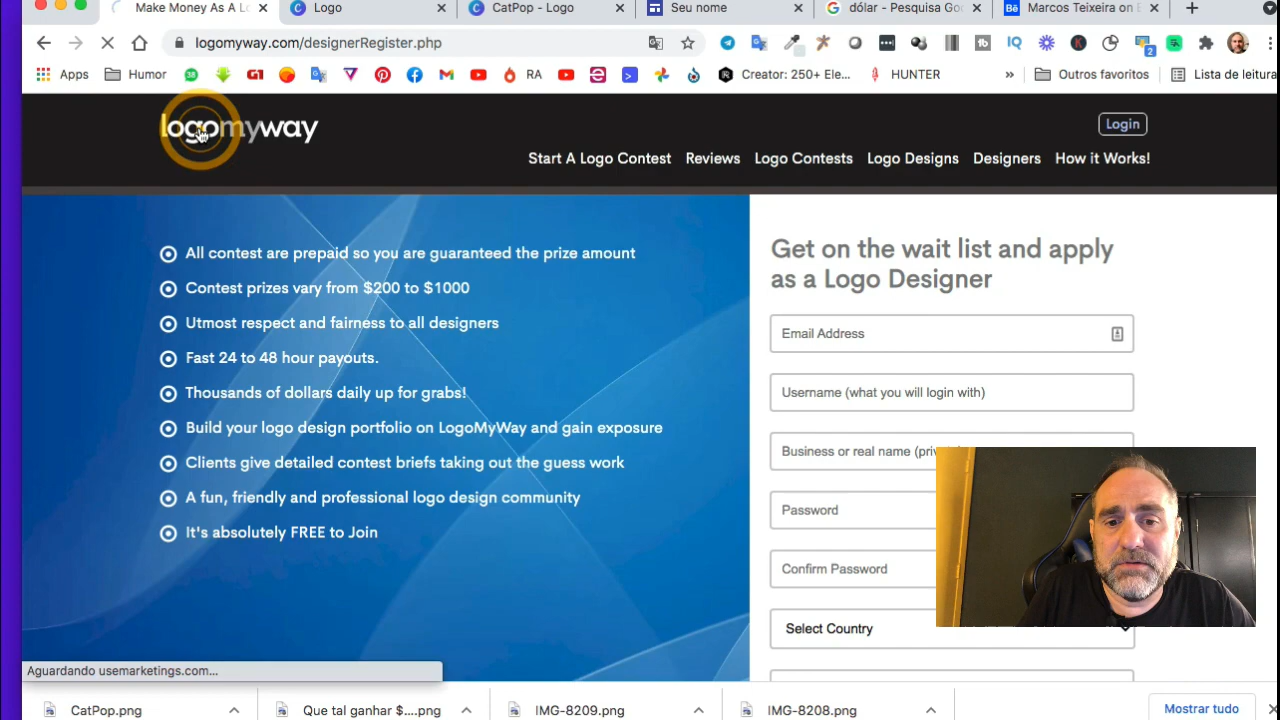 Make Money As A Lo
Logo
CatPop - Logo
Seu nome
dólar - Pesquisa Goo
Marcos Teixeira on B
logomyway.com/designerRegister.php
Apps
Humor
RA
Creator: 250+ Ele...
HUNTER
Outros favoritos
Lista de leitura
logomyway
Login
Start A Logo Contest
Reviews
Logo Contests
Logo Designs
Designers
How it Works!
All contest are prepaid so you are guaranteed the prize amount
Contest prizes vary from $200 to $1000
Utmost respect and fairness to all designers
Fast 24 to 48 hour payouts.
Thousands of dollars daily up for grabs!
Build your logo design portfolio on LogoMyWay and gain exposure
Clients give detailed contest briefs taking out the guess work
A fun, friendly and professional logo design community
It's absolutely FREE to Join
Get on the wait list and apply
as a Logo Designer
Email Address
Username (what you will login with)
Business or real name
Password
Confirm Password
Select Country
Aguardando usemarketings.com...
CatPop.png
Que tal ganhar $....png
IMG-8209.png
IMG-8208.png
Mostrar tudo